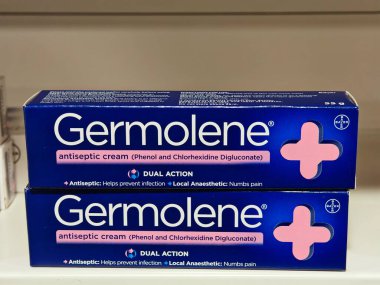 55 g
Germolene®
antiseptic cream (Phenol and Chlorhexidine Digluconate)
DUAL ACTION
Antiseptic: Helps prevent infection Local Anaesthetic: Numbs pain
Germolene®
antiseptic cream (Phenol and Chlorhexidine Digluconate)
DUAL ACTION
Antiseptic: Helps prevent infection Local Anaesthetic: Numbs pain